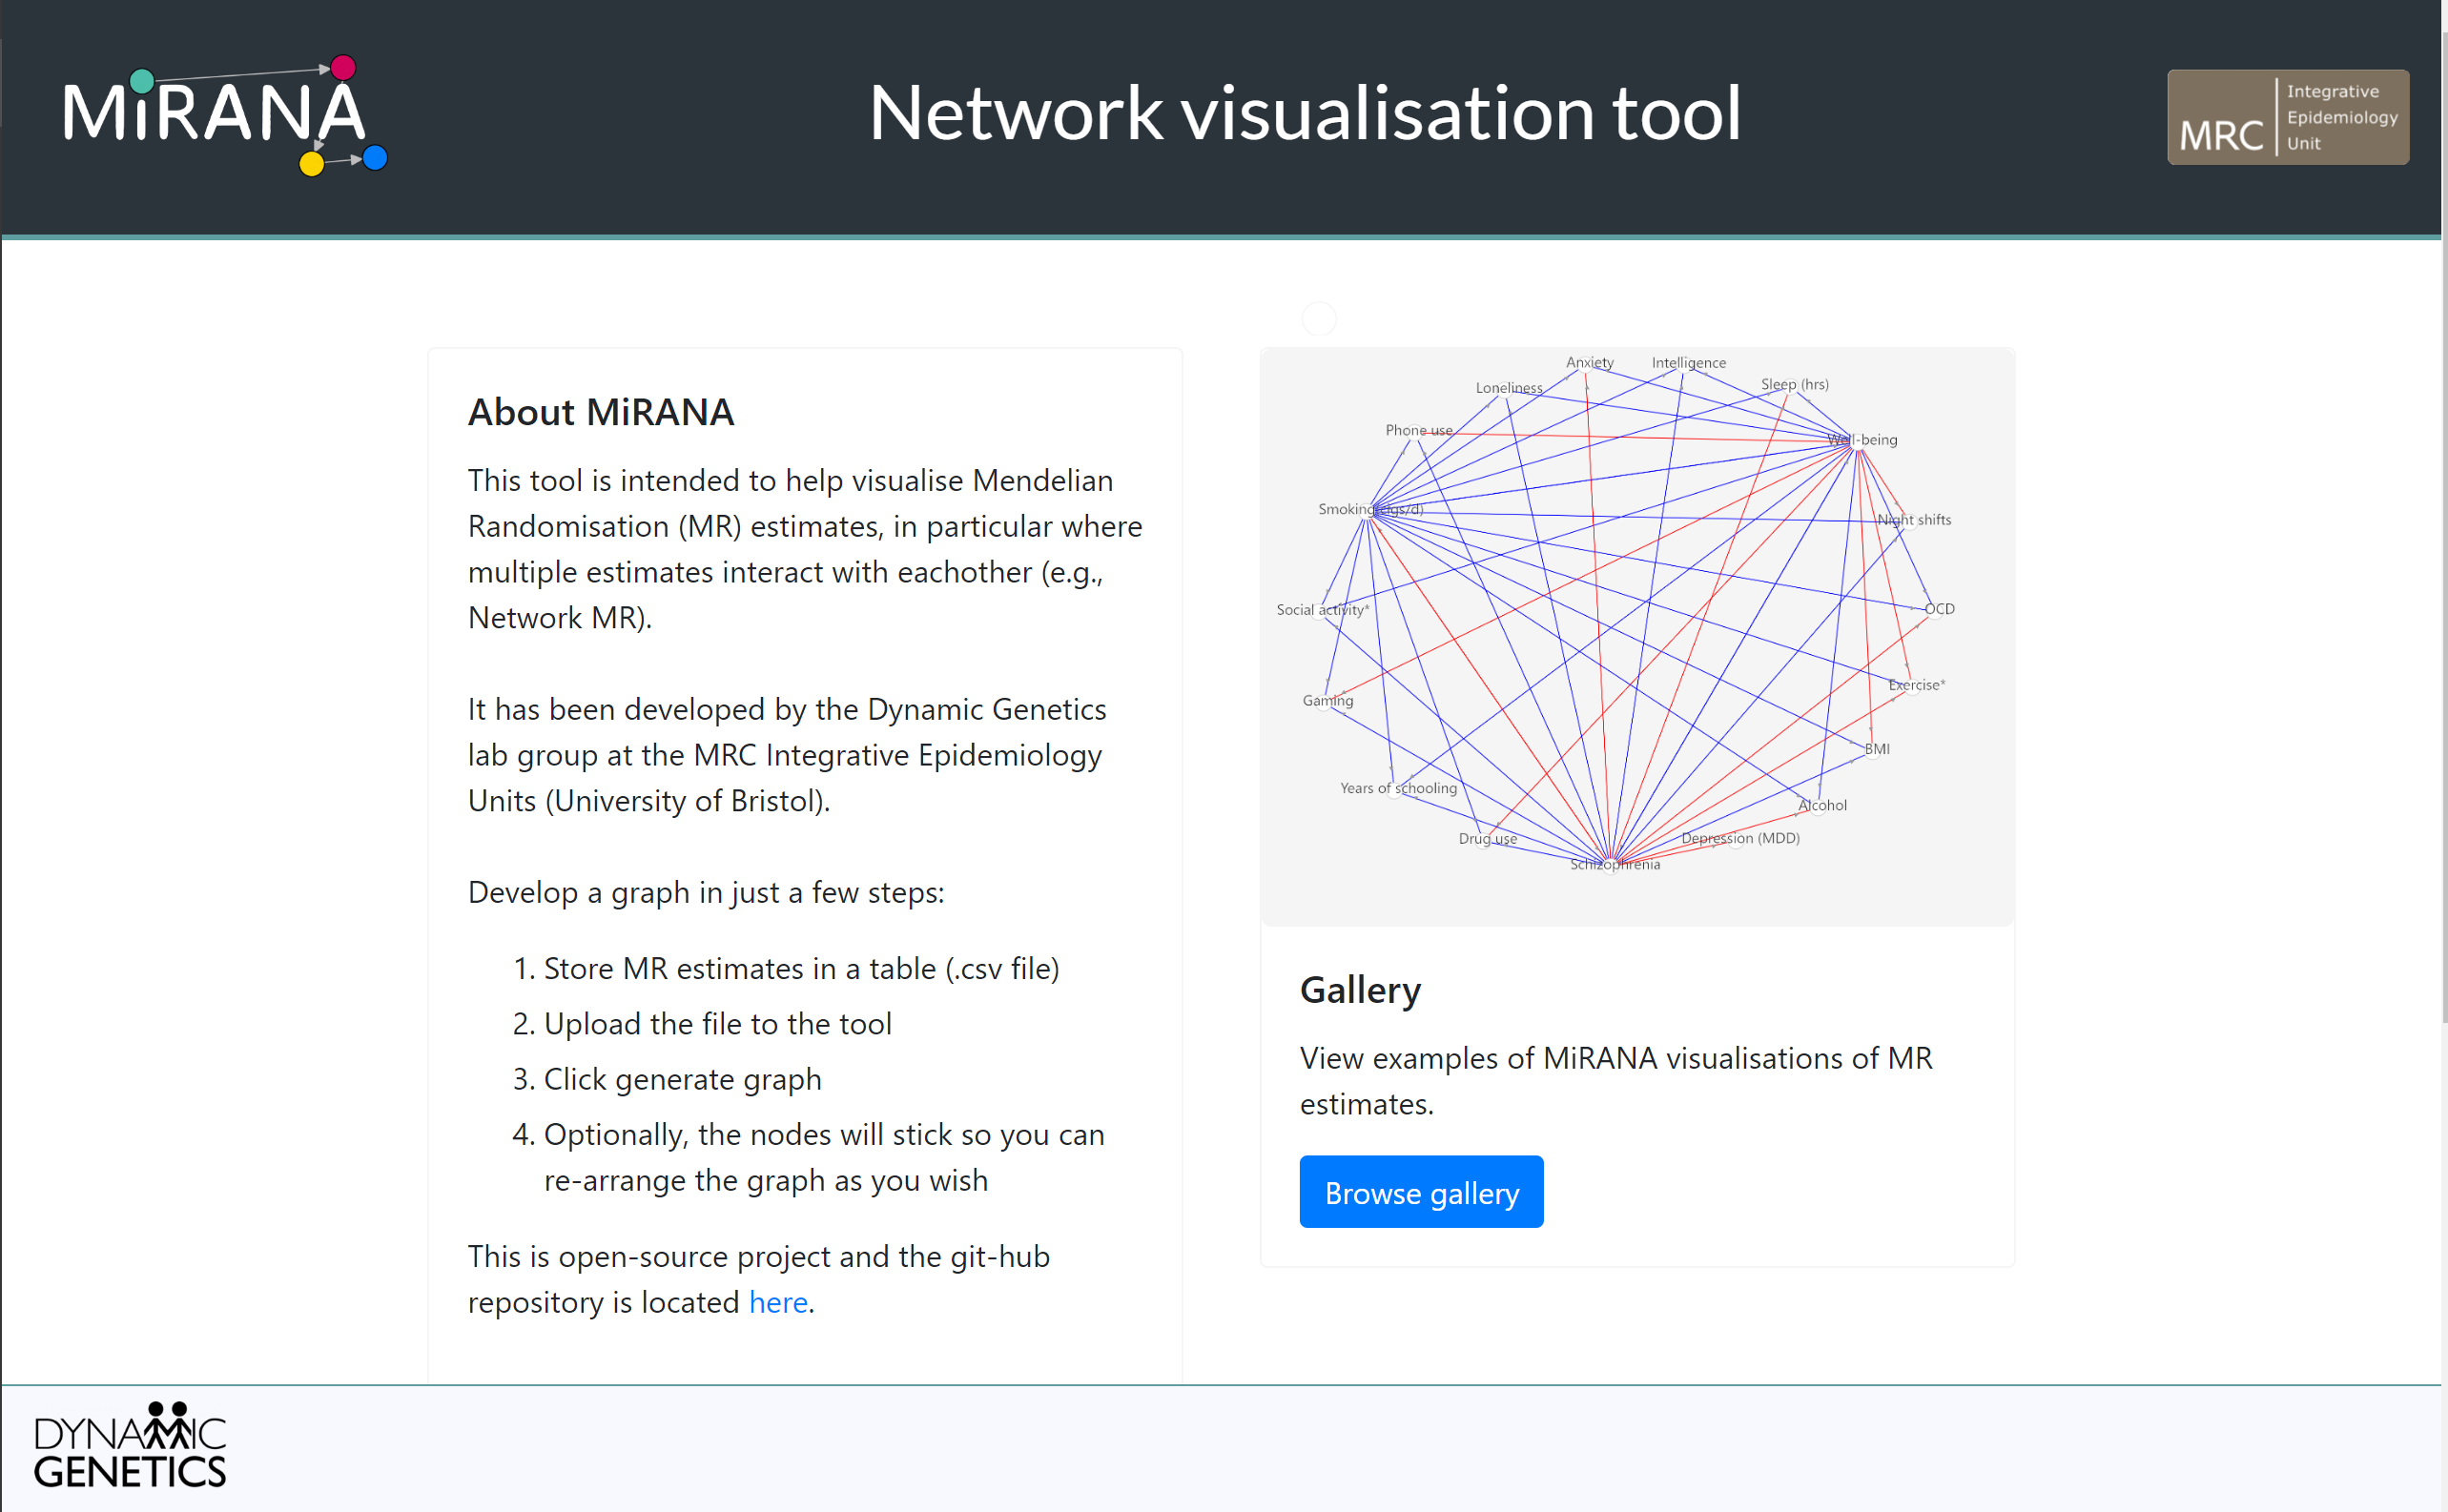 MiRANA
Network visualisation tool
MRC
Integrative
Epidemiology
Unit
About MiRANA
This tool is intended to help visualise Mendelian
Randomisation (MR) estimates, in particular where
multiple estimates interact with eachother (e.g.,
Network MR).
It has been developed by the Dynamic Genetics
lab group at the MRC Integrative Epidemiology
Units (University of Bristol).
Develop a graph in just a few steps:
1. Store MR estimates in a table (.csv file)
2. Upload the file to the tool
3. Click generate graph
4. Optionally, the nodes will stick so you can
re-arrange the graph as you wish
This is open-source project and the git-hub
repository is located here.
Anxiety
Intelligence
Loneliness
Sleep (hrs)
Phone use
Well-being
Smoking(cigs/d)
Night shifts
Social activity*
OCD
Gaming
Exercise*
BMI
Years of schooling
Alcohol
Drug use
Depression (MDD)
Schizophrenia
Gallery
View examples of MiRANA visualisations of MR
estimates.
Browse gallery
DYNAMIC
GENETICS